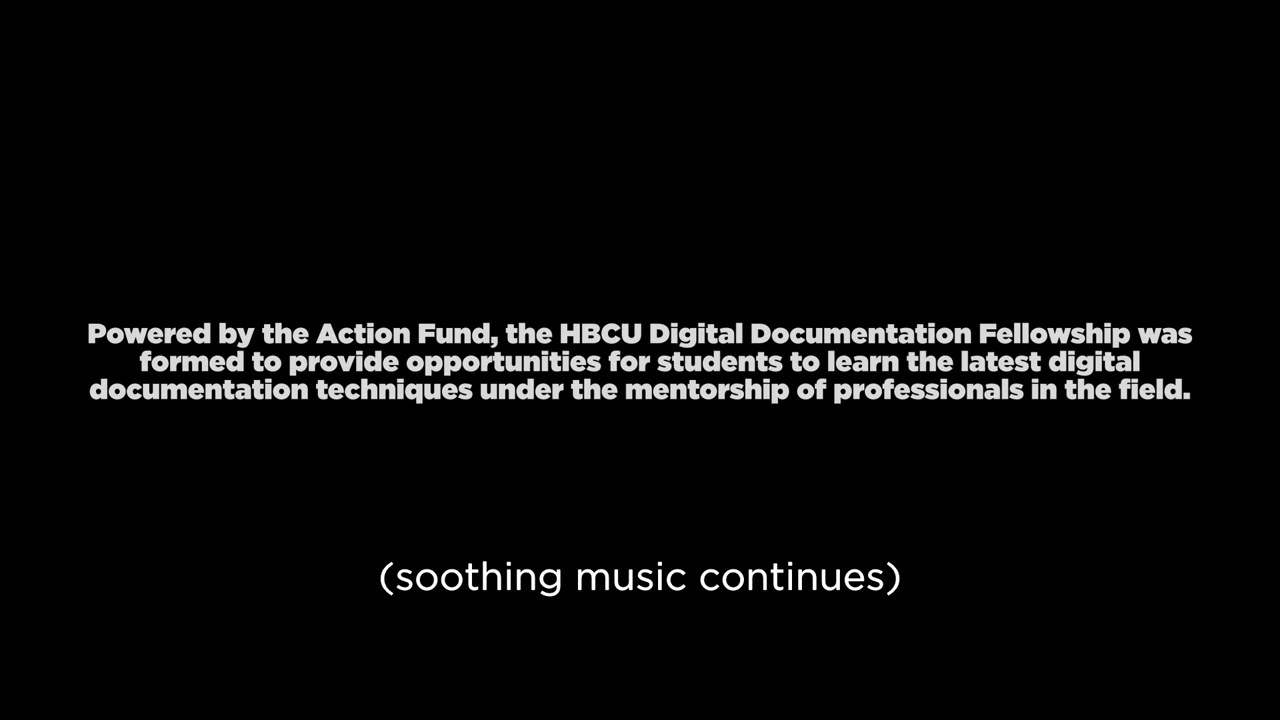 Powered by the Action Fund, the HBCU Digital Documentation Fellowship was
formed to provide opportunities for students to learn the latest digital
documentation techniques under the mentorship of professionals in the field.
(soothing music continues)